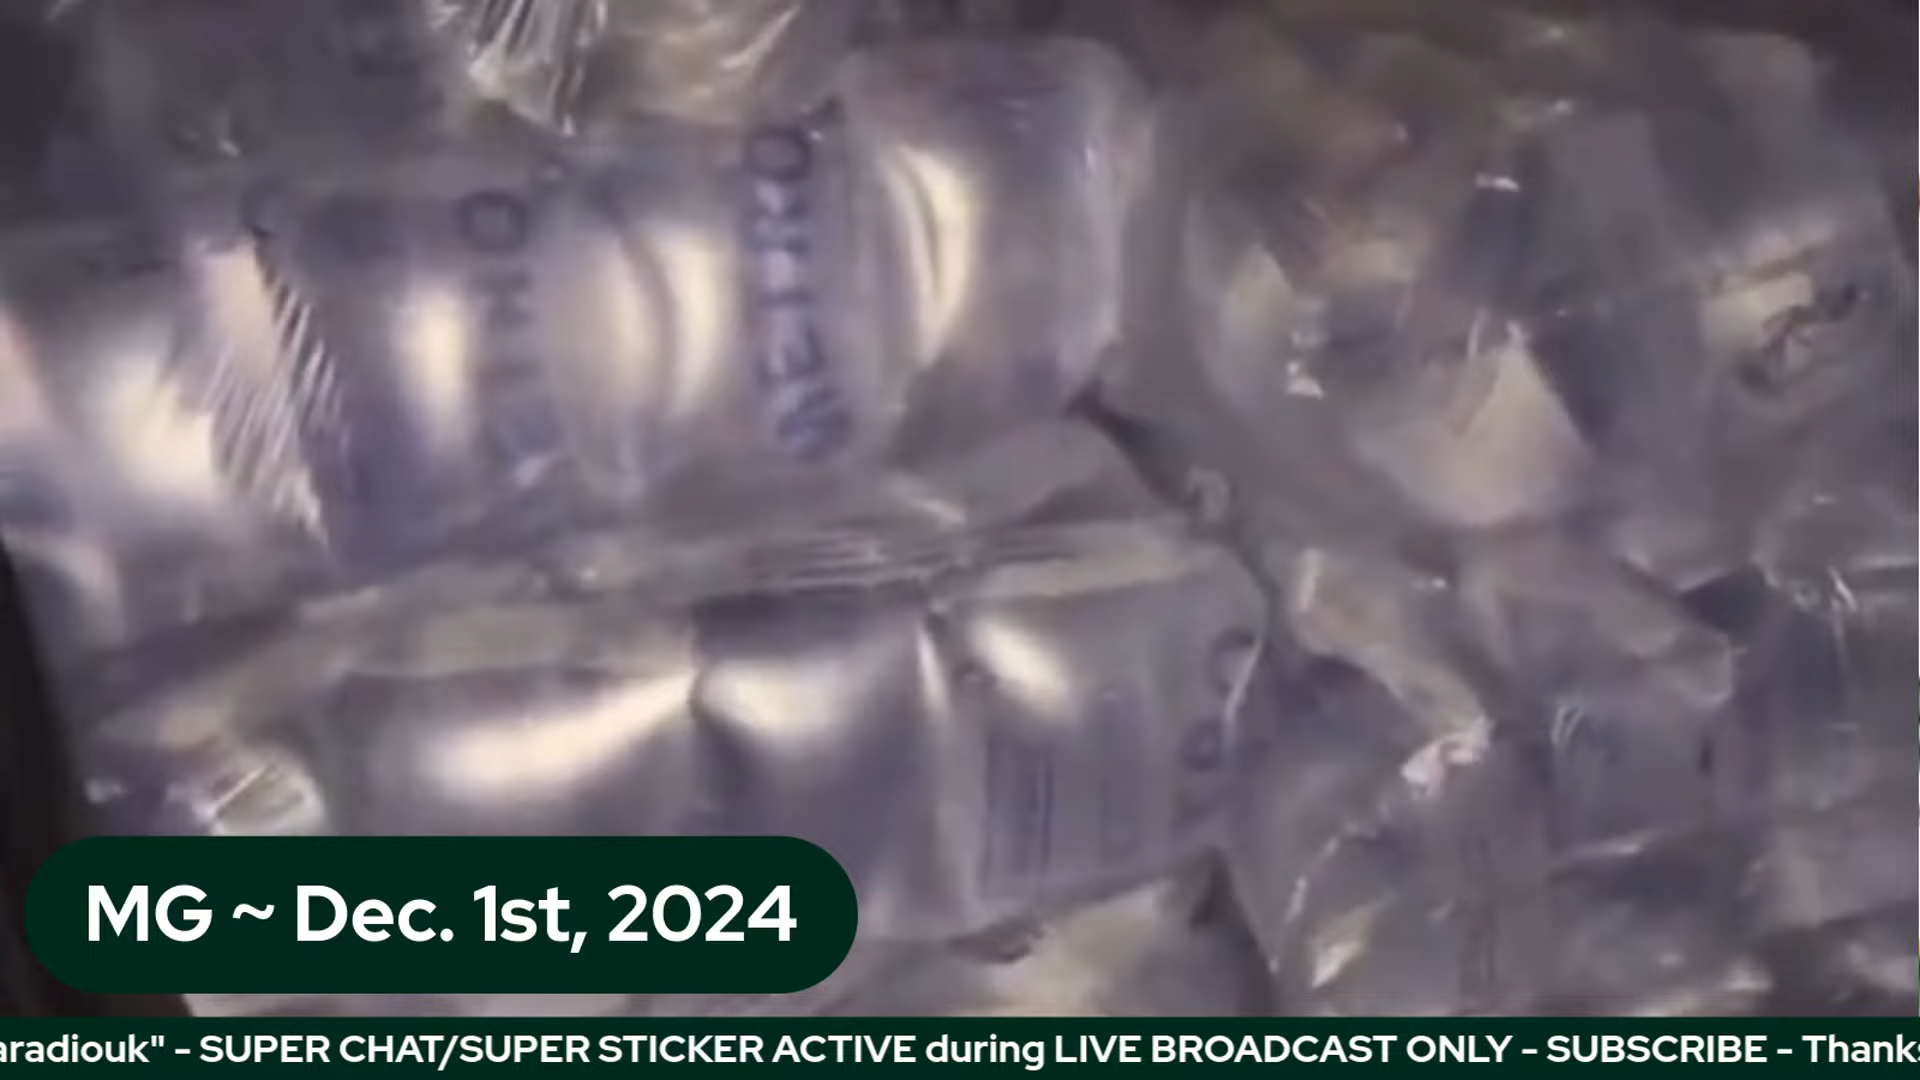 MG ~ Dec. 1st, 2024
aradiouk" - SUPER CHAT/SUPER STICKER ACTIVE during LIVE BROADCAST ONLY - SUBSCRIBE - Thanks